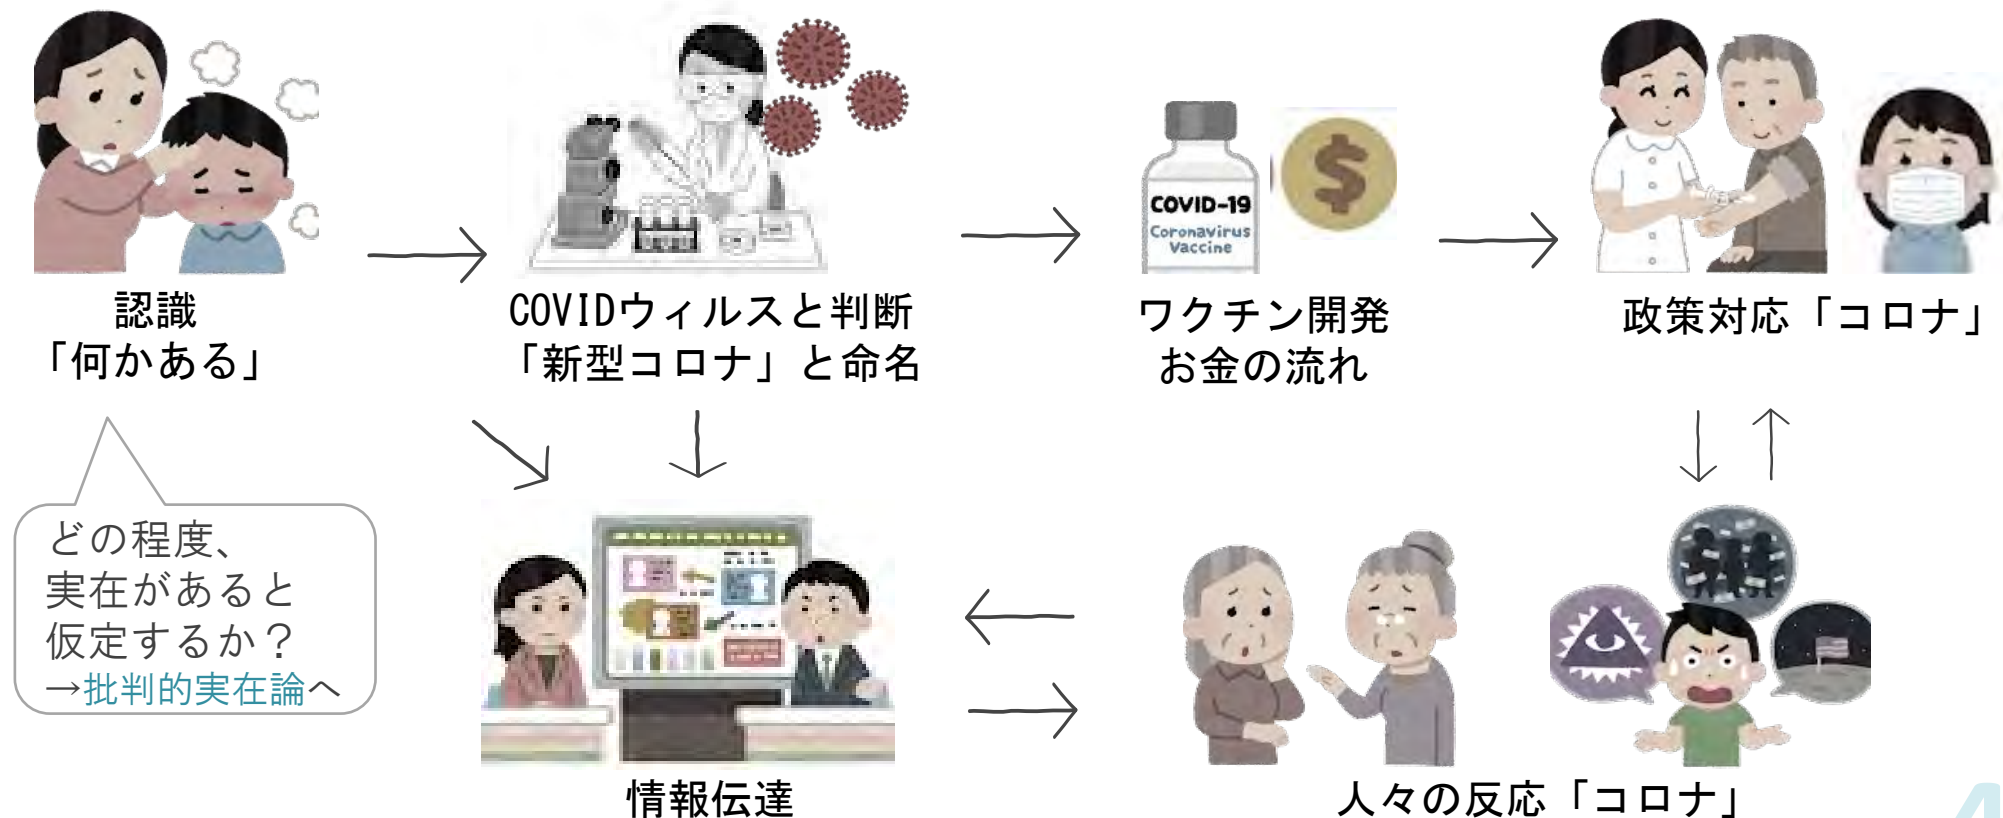 COVID-19
Coronavirus
Vaccine
$
認識
「何かある」
COVIDウィルスと判断
「新型コロナ」と命名
ワクチン開発
お金の流れ
政策対応「コロナ」
どの程度、
実在があると
仮定するか？
→批判的実在論へ
情報伝達
人々の反応「コロナ」
4